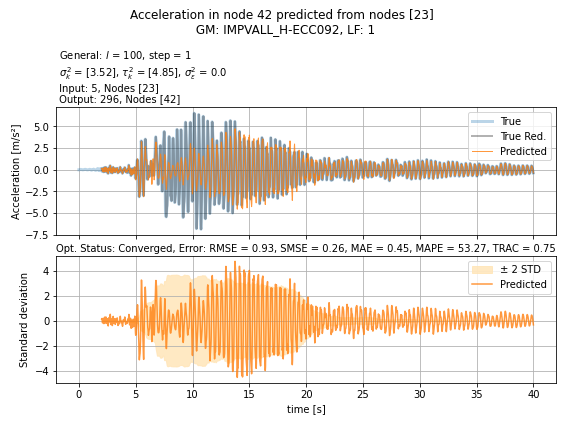 Acceleration in node 42 predicted from nodes [23]
GM: IMPVALL_H-ECC092, LF: 1
General: l = 100, step = 1
σ²ₖ = [3.52], τ²ₖ = [4.85], σ²ₑ = 0.0
Input: 5, Nodes [23]
Output: 296, Nodes [42]
Acceleration [m/s²]
5.0
2.5
0.0
−2.5
−5.0
−7.5
True
True Red.
Predicted
Opt. Status: Converged, Error: RMSE = 0.93, SMSE = 0.26, MAE = 0.45, MAPE = 53.27, TRAC = 0.75
Standard deviation
4
2
0
−2
−4
± 2 STD
Predicted
0 5 10 15 20 25 30 35 40
time [s]